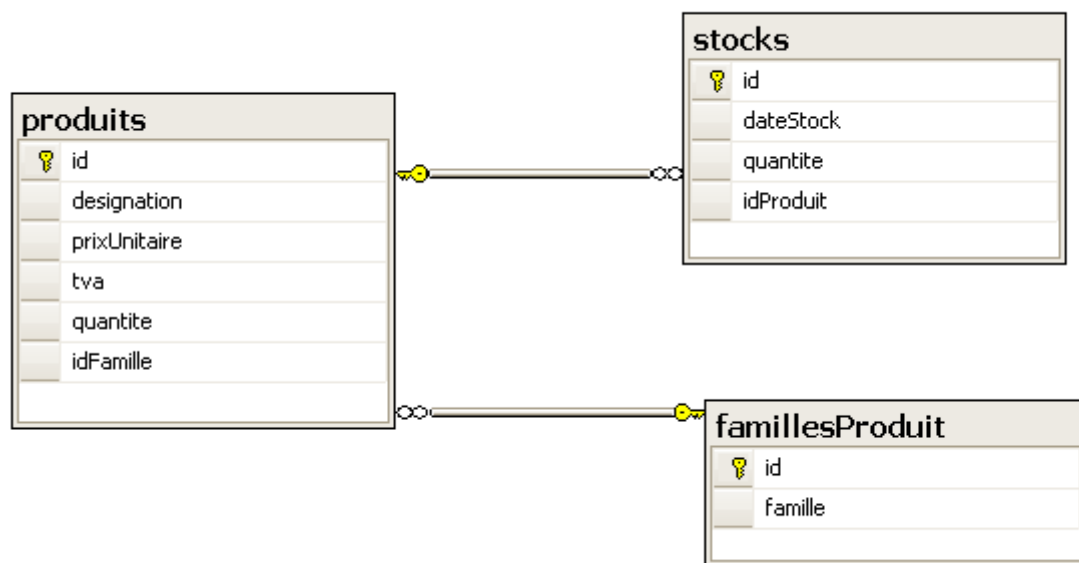 produits
id
designation
prixUnitaire
tva
quantite
idFamille
stocks
id
dateStock
quantite
idProduit
famillesProduit
id
famille